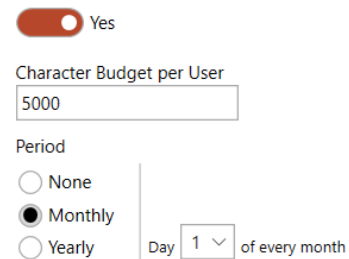 Yes
Character Budget per User
5000
Period
None
Monthly
Yearly
Day 1 of every month